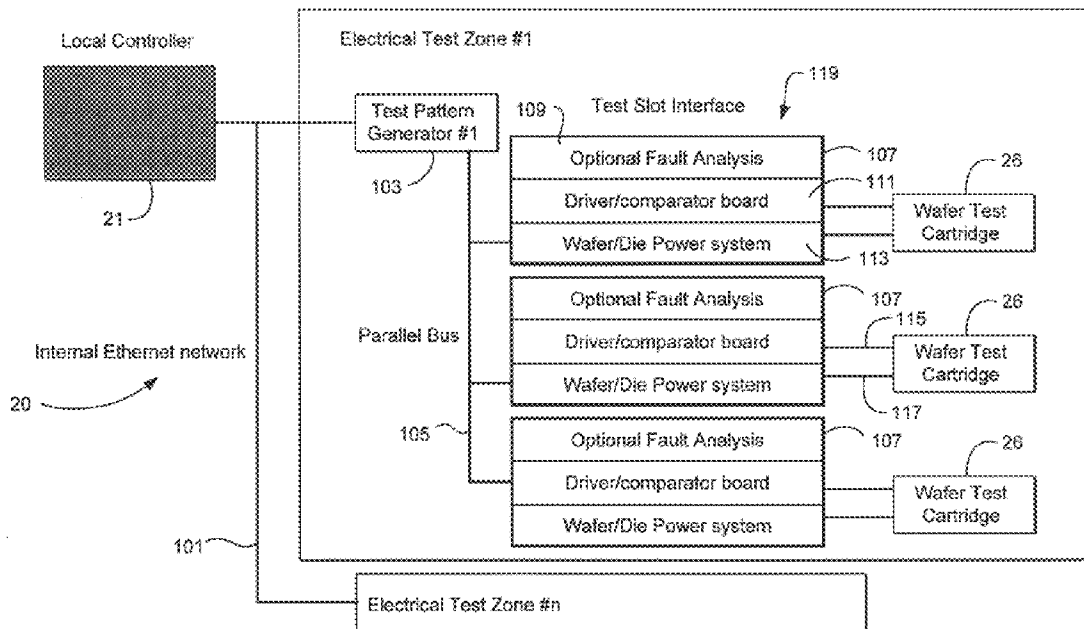 Local Controller
21
Internal Ethernet network
20
101
Electrical Test Zone #1
Test Pattern
Generator #1
103
Parallel Bus
105
Test Slot Interface
119
109
Optional Fault Analysis
107
Driver/comparator board
111
Wafer/Die Power system
113
26
Wafer Test
Cartridge
Optional Fault Analysis
107
Driver/comparator board
115
Wafer/Die Power system
117
26
Wafer Test
Cartridge
Optional Fault Analysis
107
Driver/comparator board
Wafer/Die Power system
26
Wafer Test
Cartridge
Electrical Test Zone #n